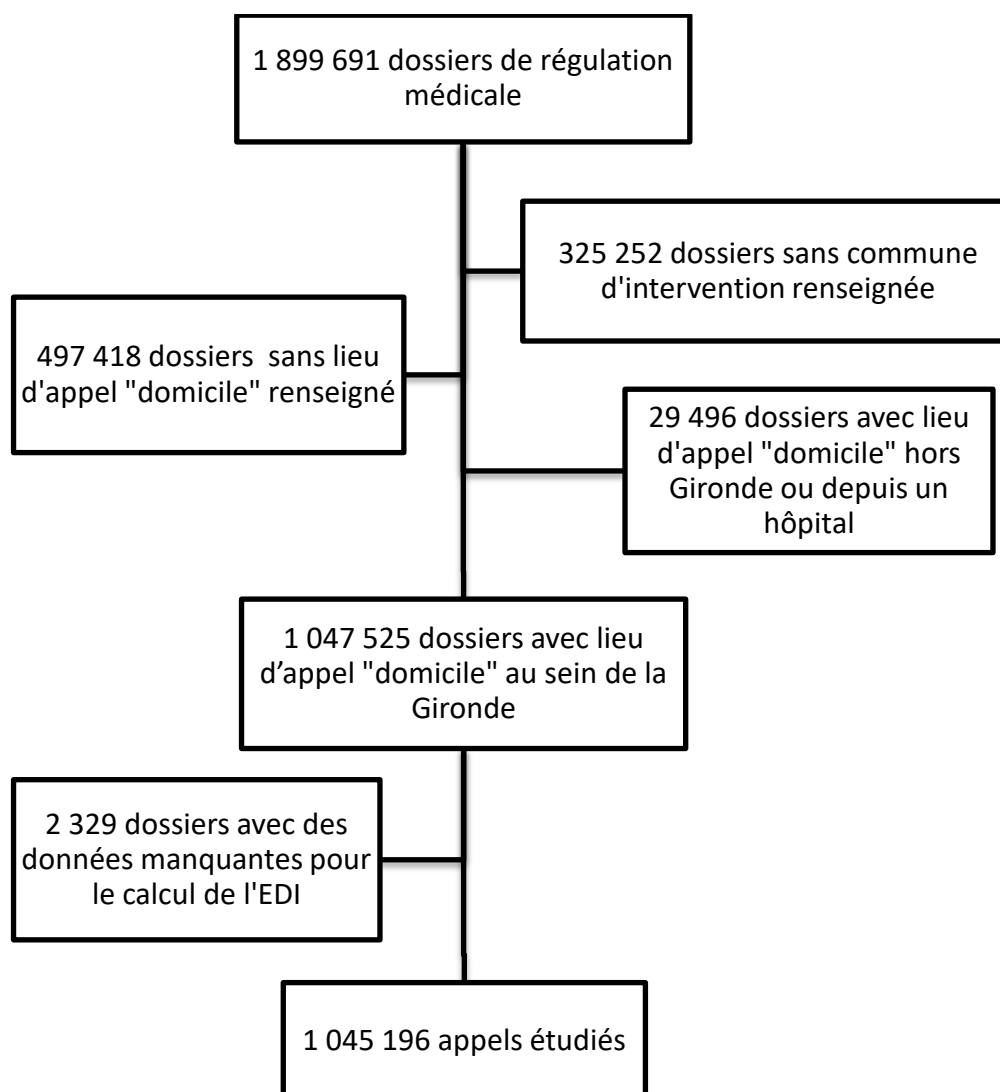 1 899 691 dossiers de régulation
médicale
325 252 dossiers sans commune
d'intervention renseignée
497 418 dossiers  sans lieu
d'appel "domicile" renseigné
29 496 dossiers avec lieu
d'appel "domicile" hors
Gironde ou depuis un
hôpital
1 047 525 dossiers avec lieu
d’appel "domicile" au sein de la
Gironde
2 329 dossiers avec des
données manquantes pour
le calcul de l'EDI
1 045 196 appels étudiés